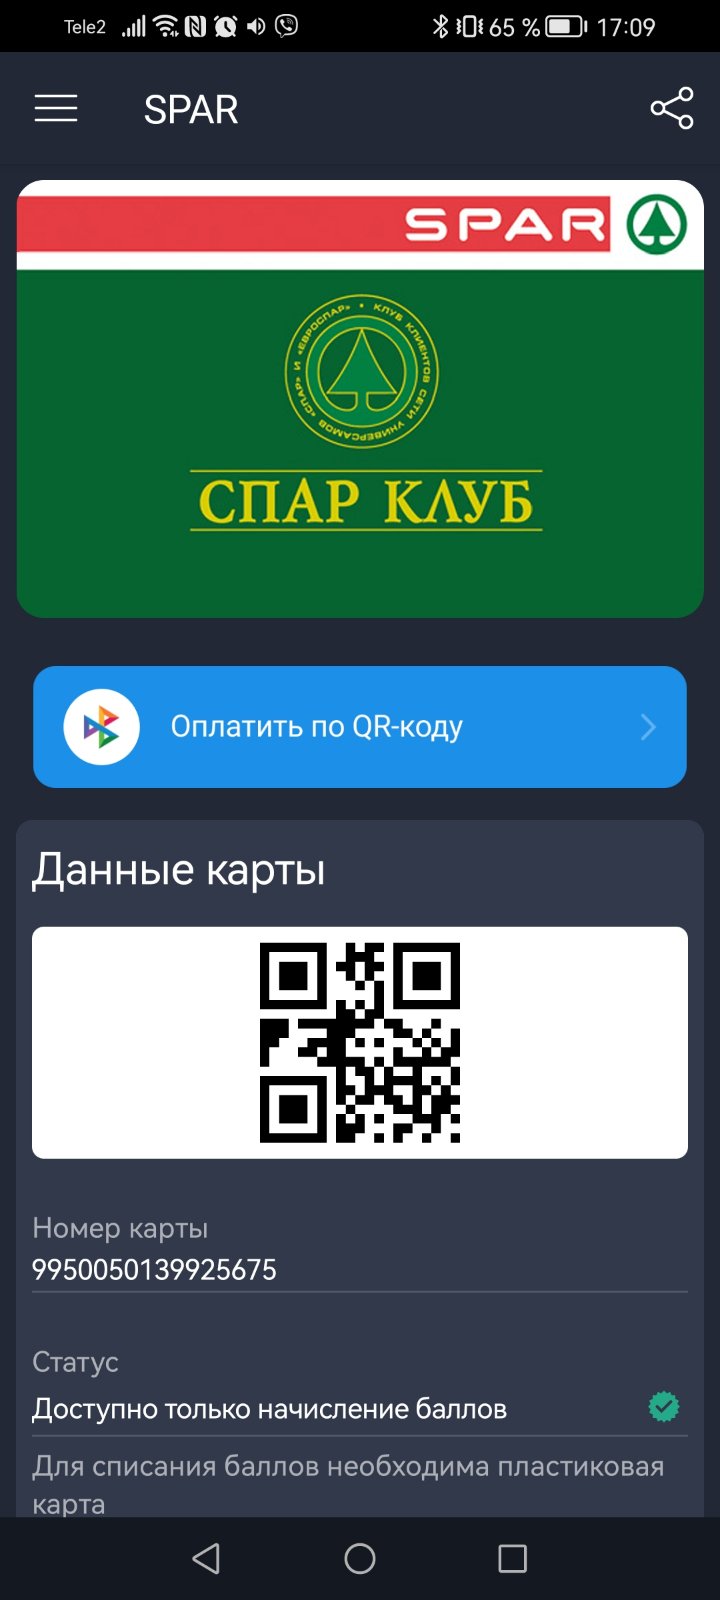 Tele2 65 % 17:09
SPAR
SPAR
КЛУБ КЛИЕНТОВ СЕТИ УНИВЕРСАМОВ «СПАР» И «ЕВРОСПАР» •
СПАР КЛУБ
Оплатить по QR-коду
Данные карты
Номер карты
9950050139925675
Статус
Доступно только начисление баллов
Для списания баллов необходима пластиковая
карта